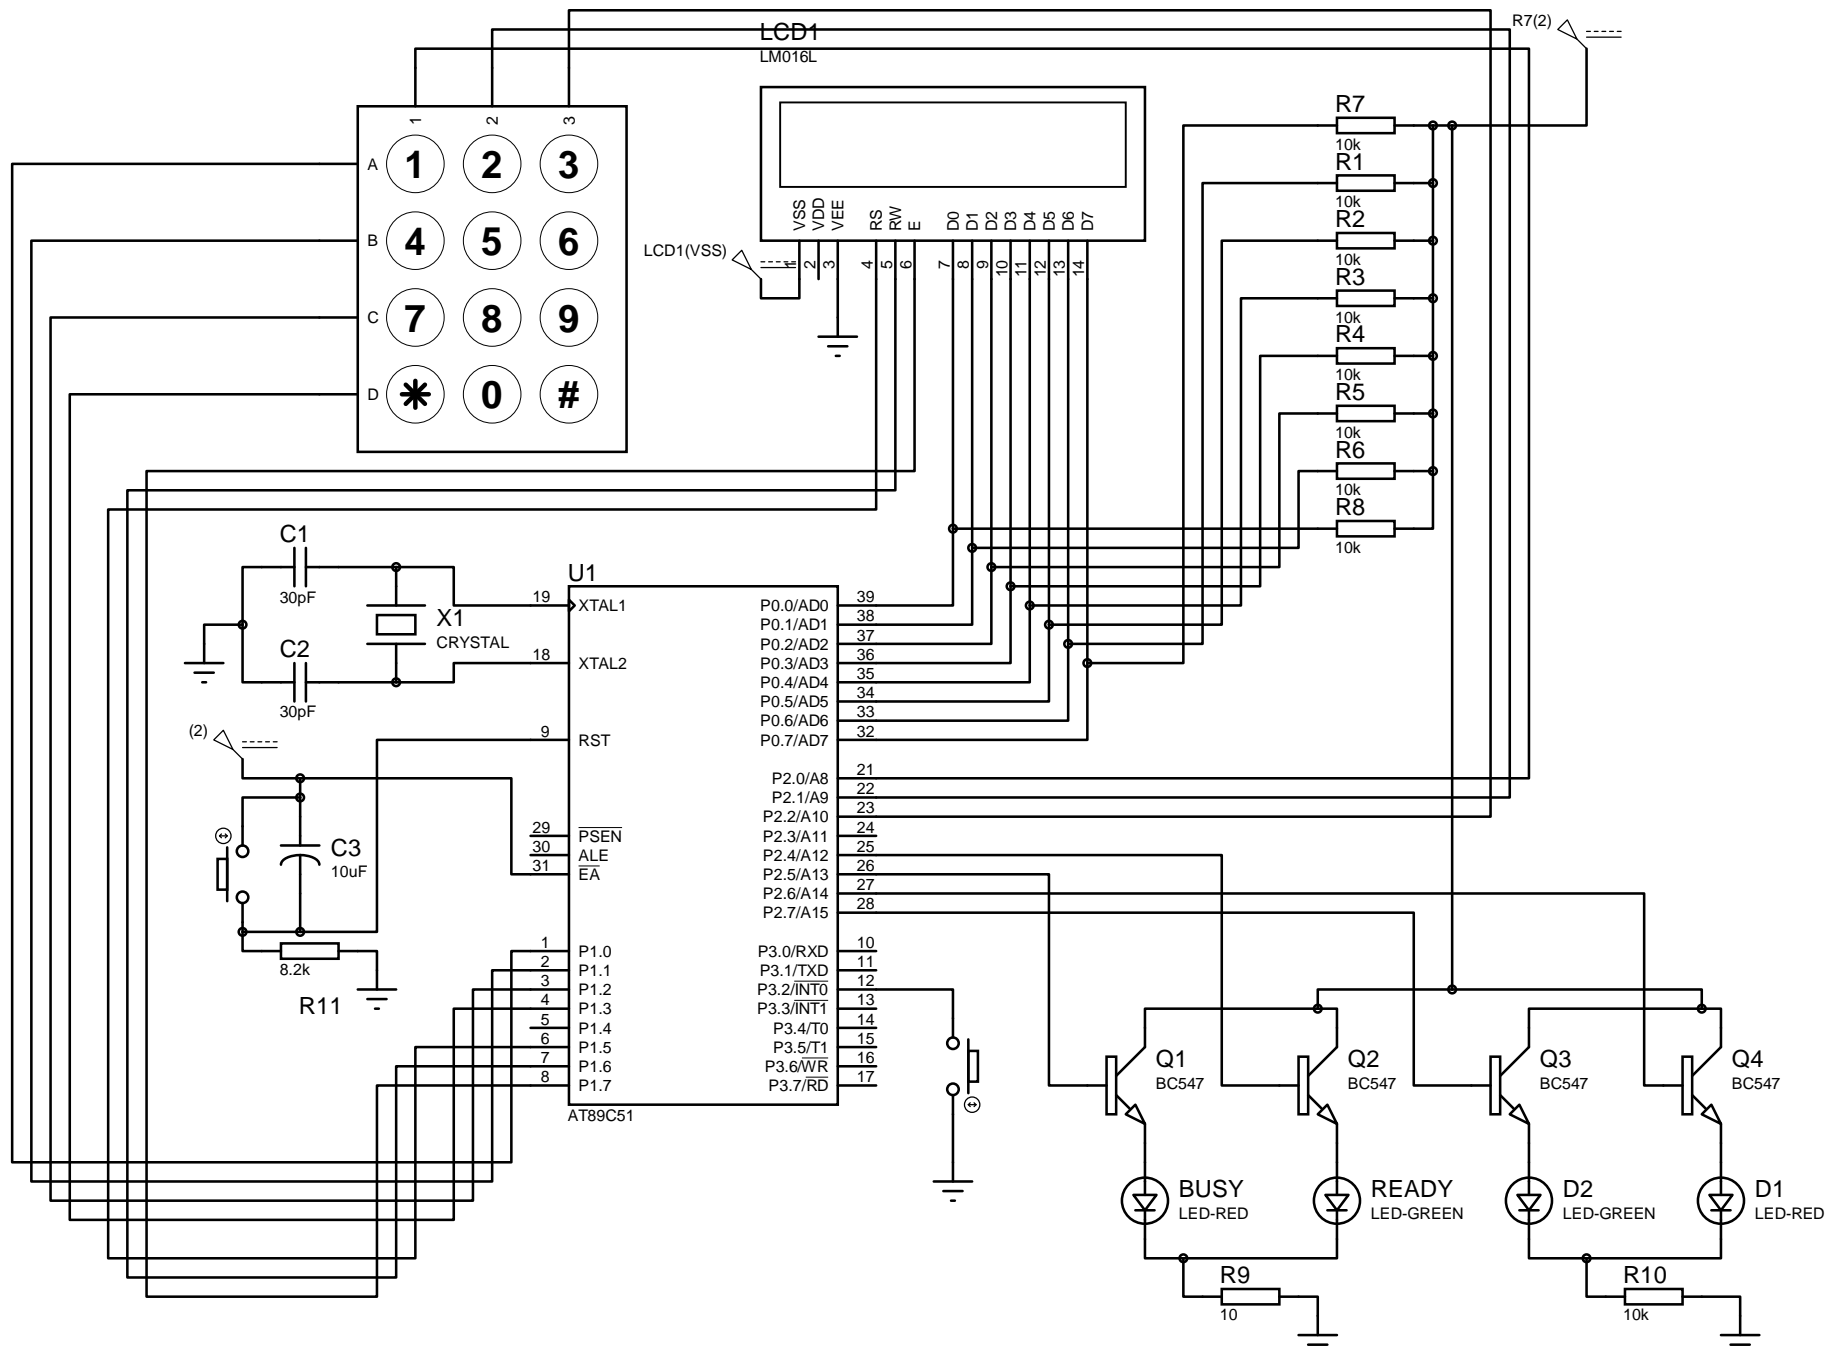 LCD1
LM016L
R7(2)
1 2 3
A 1 2 3
B 4 5 6
C 7 8 9
D * 0 #
VSS VDD VEE RS RW E D0 D1 D2 D3 D4 D5 D6 D7
1 2 3 4 5 6 7 8 9 10 11 12 13 14
LCD1(VSS)
R7
10k
R1
10k
R2
10k
R3
10k
R4
10k
R5
10k
R6
10k
R8
10k
C1
30pF
X1
CRYSTAL
C2
30pF
(2)
C3
10uF
8.2k
R11
U1
19 XTAL1
18 XTAL2
9 RST
29 PSEN
30 ALE
31 EA
1 P1.0
2 P1.1
3 P1.2
4 P1.3
5 P1.4
6 P1.5
7 P1.6
8 P1.7
P0.0/AD0 39
P0.1/AD1 38
P0.2/AD2 37
P0.3/AD3 36
P0.4/AD4 35
P0.5/AD5 34
P0.6/AD6 33
P0.7/AD7 32
P2.0/A8 21
P2.1/A9 22
P2.2/A10 23
P2.3/A11 24
P2.4/A12 25
P2.5/A13 26
P2.6/A14 27
P2.7/A15 28
P3.0/RXD 10
P3.1/TXD 11
P3.2/INT0 12
P3.3/INT1 13
P3.4/T0 14
P3.5/T1 15
P3.6/WR 16
P3.7/RD 17
AT89C51
Q1
BC547
Q2
BC547
Q3
BC547
Q4
BC547
BUSY
LED-RED
READY
LED-GREEN
D2
LED-GREEN
D1
LED-RED
R9
10
R10
10k